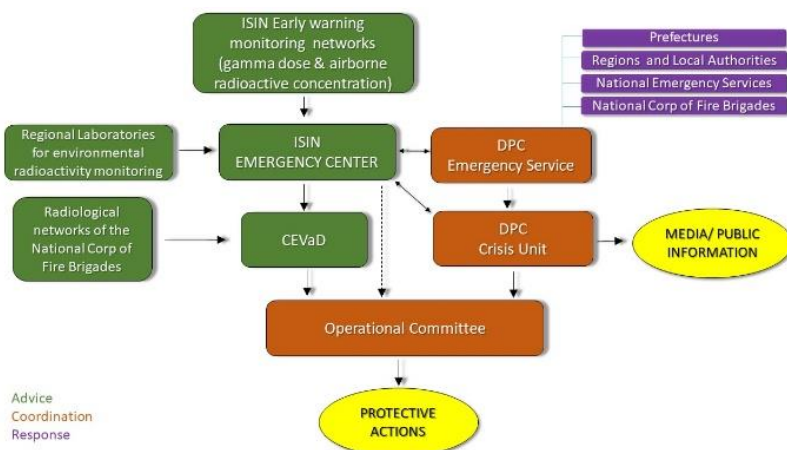 ISIN Early warning
monitoring networks
(gamma dose & airborne
radioactive concentration)
Prefectures
Regions and Local Authorities
National Emergency Services
National Corp of Fire Brigades
Regional Laboratories
for environmental
radioactivity monitoring
ISIN
EMERGENCY CENTER
DPC
Emergency Service
Radiological
networks of the
National Corp of
Fire Brigades
CEVaD
DPC
Crisis Unit
MEDIA/ PUBLIC
INFORMATION
Operational Committee
Advice
Coordination
Response
PROTECTIVE
ACTIONS